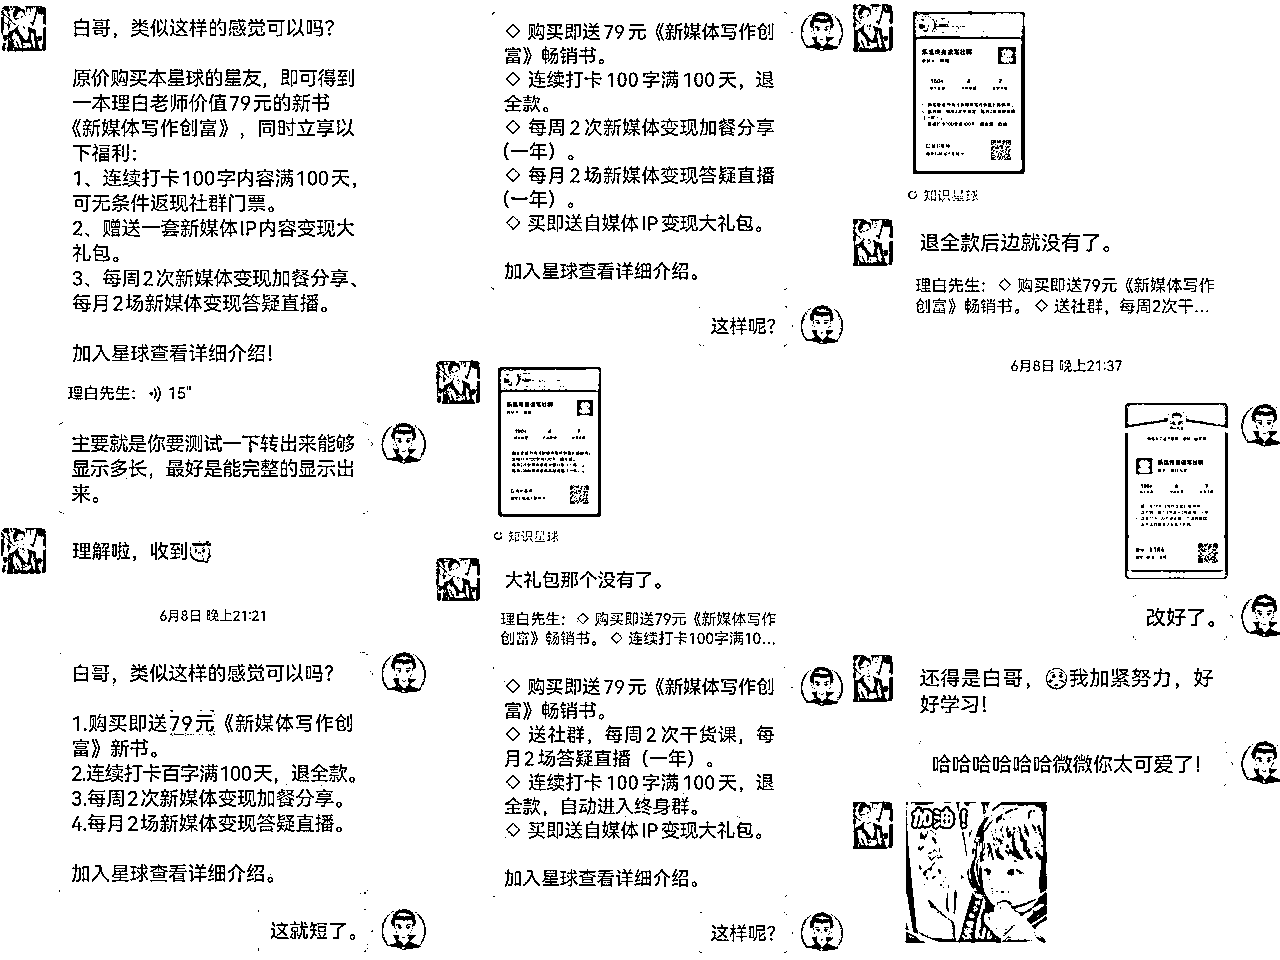 白哥，类似这样的感觉可以吗？
原价购买本星球的星友，即可得到
一本理白老师价值79元的新书
《新媒体写作创富》，同时立享以
下福利：
1、连续打卡100字内容满100天，
可无条件返现社群门票。
2、赠送一套新媒体IP内容变现大
礼包。
3、每周2次新媒体变现加餐分享、
每月2场新媒体变现答疑直播。
加入星球查看详细介绍！
理白先生： 15"
主要就是你要测试一下转出来能够
显示多长，最好是能完整的显示出
来。
理解啦，收到
6月8日 晚上21:21
白哥，类似这样的感觉可以吗？
1.购买即送79元《新媒体写作创
富》新书。
2.连续打卡百字满100天，退全款。
3.每周2次新媒体变现加餐分享。
4.每月2场新媒体变现答疑直播。
加入星球查看详细介绍。
这就短了。
◇ 购买即送79元《新媒体写作创
富》畅销书。
◇ 连续打卡100字满100天，退
全款。
◇ 每周2次新媒体变现加餐分享
（一年）。
◇ 每月2场新媒体变现答疑直播
（一年）。
◇ 买即送自媒体IP变现大礼包。
加入星球查看详细介绍。
这样呢？
知识星球
大礼包那个没有了。
理白先生：◇ 购买即送79元《新媒体写作
创富》畅销书。 ◇ 连续打卡100字满10...
◇ 购买即送79元《新媒体写作创
富》畅销书。
◇ 送社群，每周2次干货课，每
月2场答疑直播（一年）。
◇ 连续打卡100字满100天，退
全款，自动进入终身群。
◇ 买即送自媒体IP变现大礼包。
加入星球查看详细介绍。
这样呢？
知识星球
退全款后边就没有了。
理白先生：◇ 购买即送79元《新媒体写作
创富》畅销书。 ◇ 送社群，每周2次干...
6月8日 晚上21:37
改好了。
还得是白哥，我加紧努力，好
好学习！
哈哈哈哈哈哈微微你太可爱了！
加油！